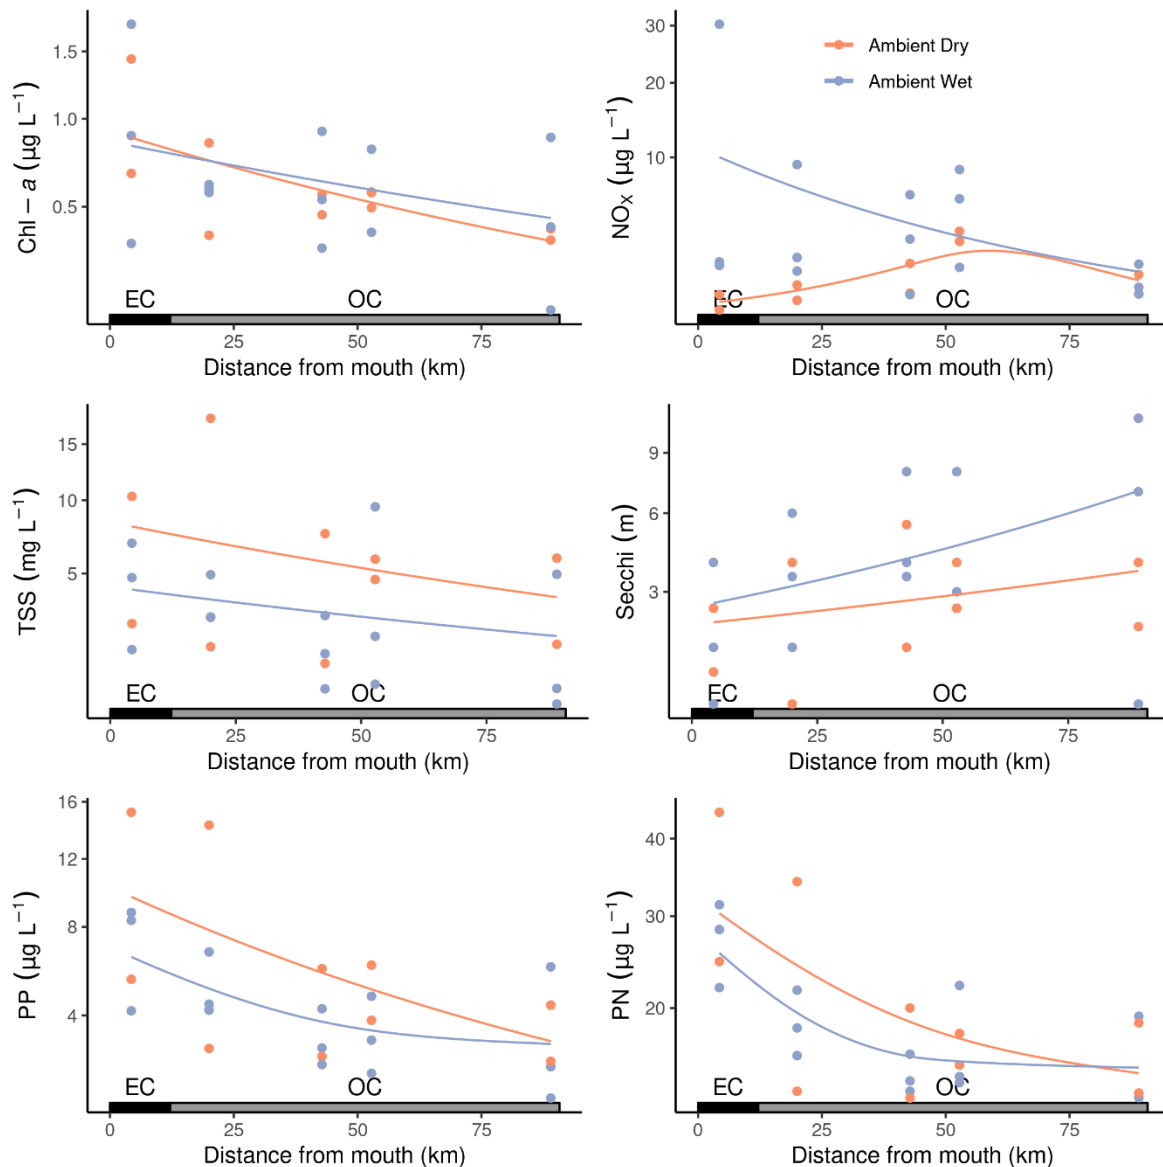 Chl − a (µg L⁻¹)
1.5
1.0
0.5
EC
OC
0
25
50
75
Distance from mouth (km)
NOₓ (µg L⁻¹)
30
20
10
Ambient Dry
Ambient Wet
EC
OC
0
25
50
75
Distance from mouth (km)
TSS (mg L⁻¹)
15
10
5
EC
OC
0
25
50
75
Distance from mouth (km)
Secchi (m)
9
6
3
EC
OC
0
25
50
75
Distance from mouth (km)
PP (µg L⁻¹)
16
12
8
4
EC
OC
0
25
50
75
Distance from mouth (km)
PN (µg L⁻¹)
40
30
20
EC
OC
0
25
50
75
Distance from mouth (km)